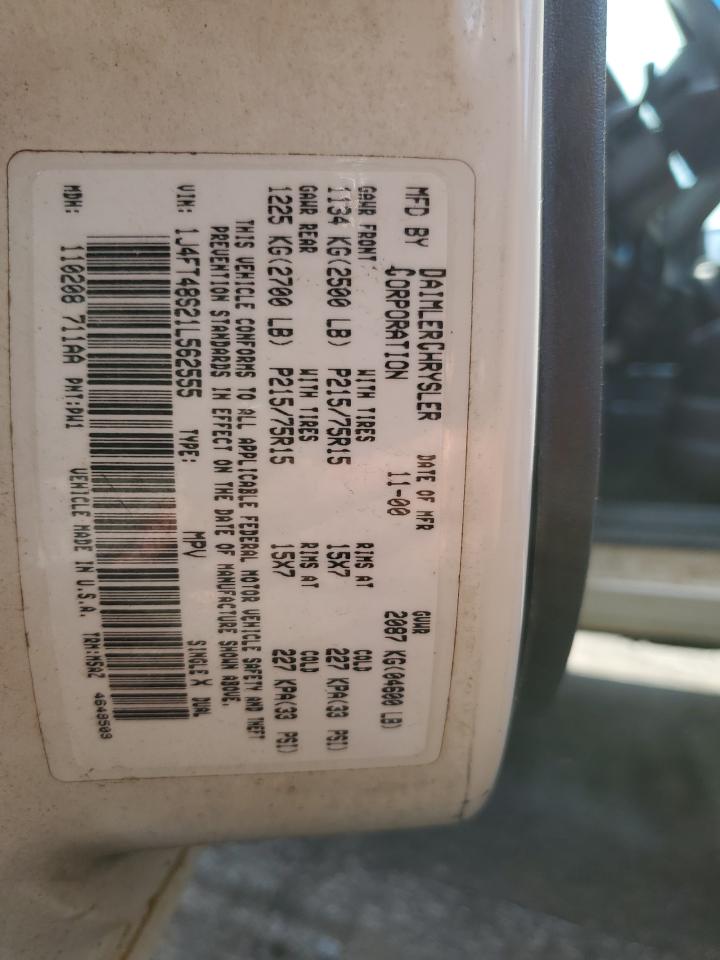 MFD BY DAIMLERCHRYSLER CORPORATION DATE OF MFR 11-00 GVWR 2087 KG(04600 LB)
GAWR FRONT WITH TIRES RIMS AT COLD
1134 KG(2500 LB) P215/75R15 15X7 227 KPA(33 PSI)
GAWR REAR WITH TIRES RIMS AT COLD
1225 KG(2700 LB) P215/75R15 15X7 227 KPA(33 PSI)
THIS VEHICLE CONFORMS TO ALL APPLICABLE FEDERAL MOTOR VEHICLE SAFETY AND THEFT
PREVENTION STANDARDS IN EFFECT ON THE DATE OF MANUFACTURE SHOWN ABOVE.
VIN: 1J4FT48S21L562555 TYPE: MPV SINGLE X DUAL
MDH: 110208 711AA PNT:PW1 VEHICLE MADE IN U.S.A. TRM:M5AZ 4648503